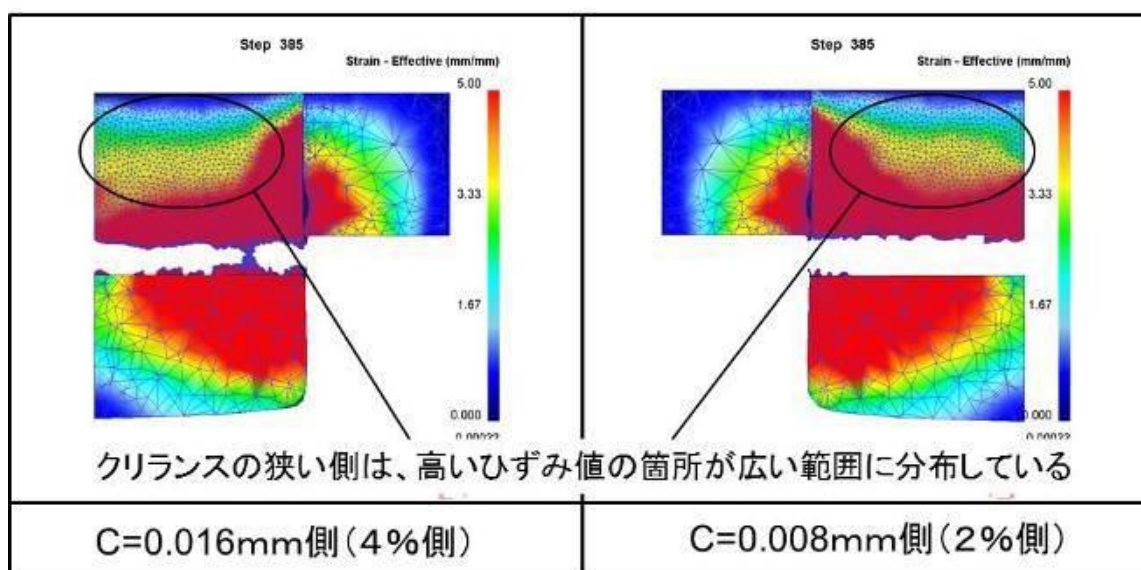 Step 385
Strain - Effective (mm/mm)
5.00
3.33
1.67
0.000
Step 385
Strain - Effective (mm/mm)
5.00
3.33
1.67
0.000
クリランスの狭い側は、高いひずみ値の箇所が広い範囲に分布している
C=0.016mm側(4%側)
C=0.008mm側(2%側)